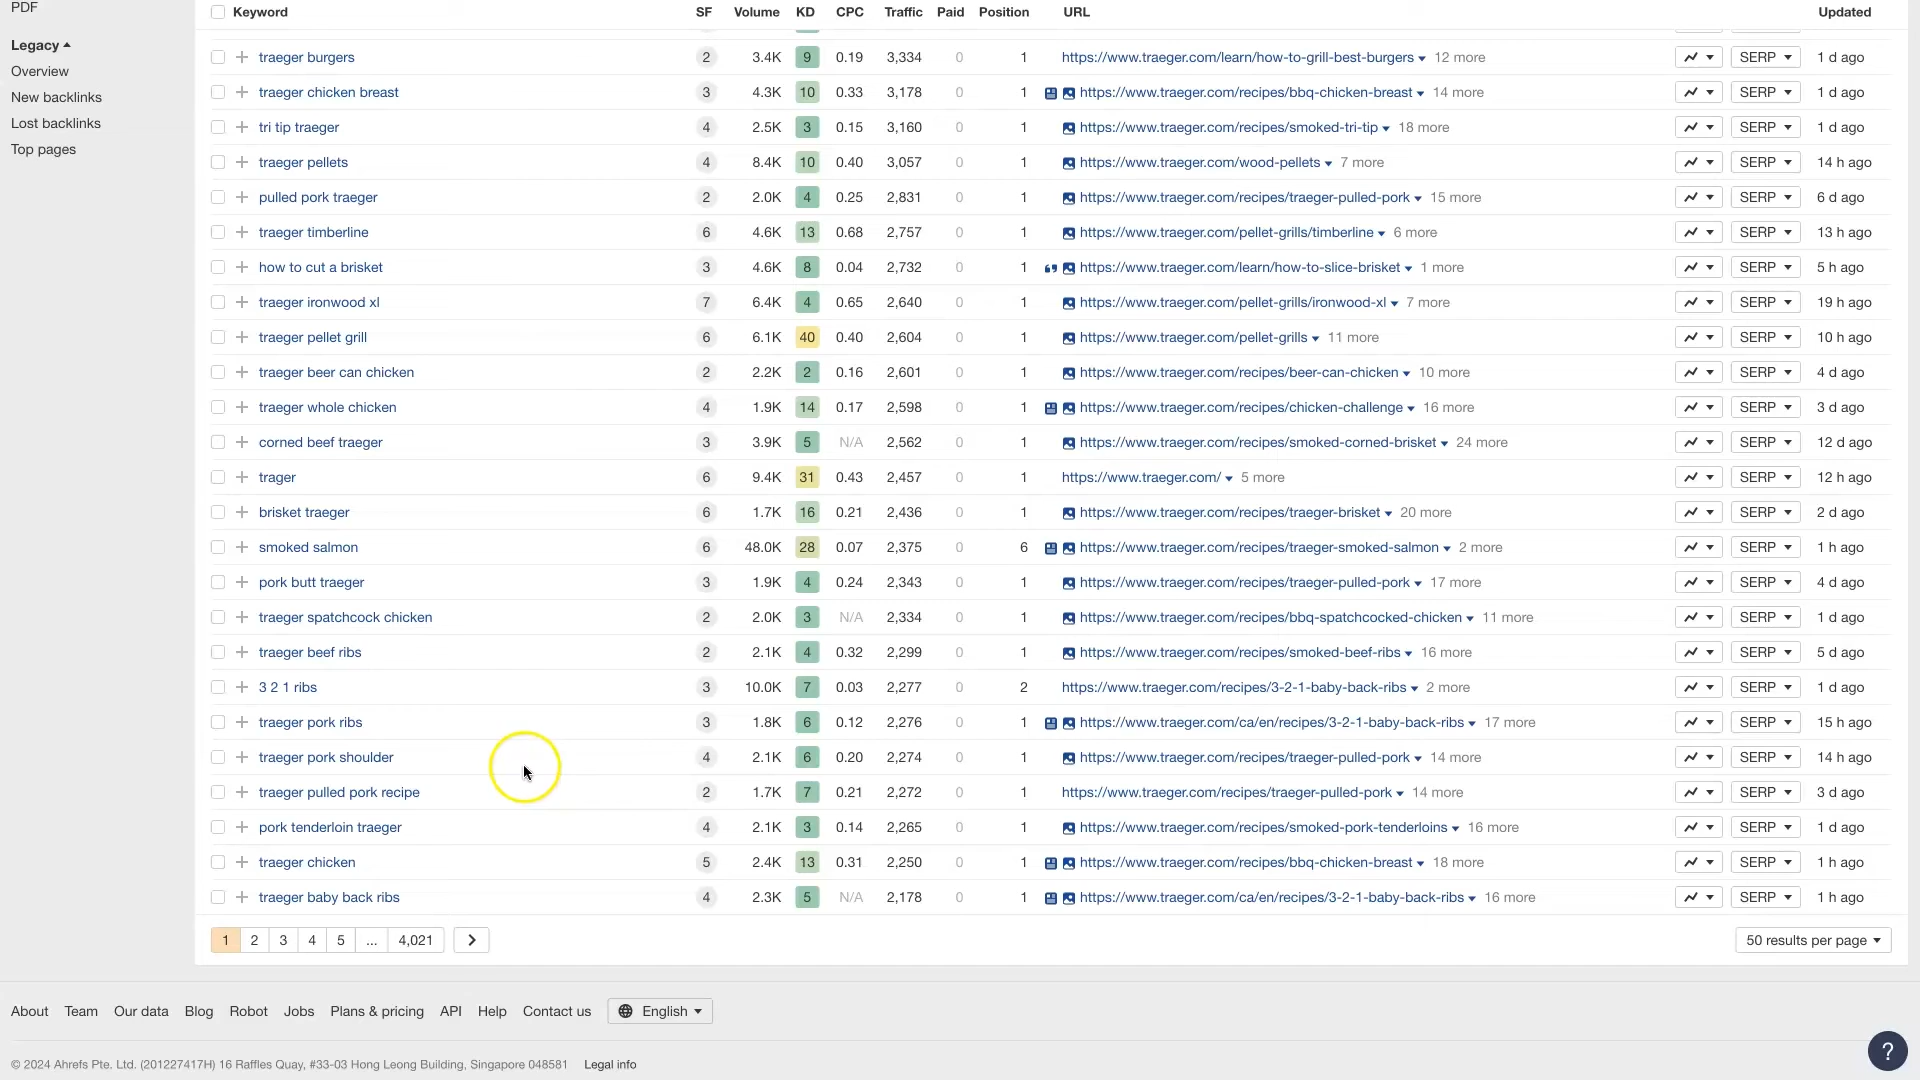 PDF
Legacy
Overview
New backlinks
Lost backlinks
Top pages
Keyword SF Volume KD CPC Traffic Paid Position URL Updated
traeger burgers 2 3.4K 9 0.19 3,334 0 1 https://www.traeger.com/learn/how-to-grill-best-burgers 12 more SERP 1 d ago
traeger chicken breast 3 4.3K 10 0.33 3,178 0 1 https://www.traeger.com/recipes/bbq-chicken-breast 14 more SERP 1 d ago
tri tip traeger 4 2.5K 3 0.15 3,160 0 1 https://www.traeger.com/recipes/smoked-tri-tip 18 more SERP 1 d ago
traeger pellets 4 8.4K 10 0.40 3,057 0 1 https://www.traeger.com/wood-pellets 7 more SERP 14 h ago
pulled pork traeger 2 2.0K 4 0.25 2,831 0 1 https://www.traeger.com/recipes/traeger-pulled-pork 15 more SERP 6 d ago
traeger timberline 6 4.6K 13 0.68 2,757 0 1 https://www.traeger.com/pellet-grills/timberline 6 more SERP 13 h ago
how to cut a brisket 3 4.6K 8 0.04 2,732 0 1 https://www.traeger.com/learn/how-to-slice-brisket 1 more SERP 5 h ago
traeger ironwood xl 7 6.4K 4 0.65 2,640 0 1 https://www.traeger.com/pellet-grills/ironwood-xl 7 more SERP 19 h ago
traeger pellet grill 6 6.1K 40 0.40 2,604 0 1 https://www.traeger.com/pellet-grills 11 more SERP 10 h ago
traeger beer can chicken 2 2.2K 2 0.16 2,601 0 1 https://www.traeger.com/recipes/beer-can-chicken 10 more SERP 4 d ago
traeger whole chicken 4 1.9K 14 0.17 2,598 0 1 https://www.traeger.com/recipes/chicken-challenge 16 more SERP 3 d ago
corned beef traeger 3 3.9K 5 N/A 2,562 0 1 https://www.traeger.com/recipes/smoked-corned-brisket 24 more SERP 12 d ago
trager 6 9.4K 31 0.43 2,457 0 1 https://www.traeger.com/ 5 more SERP 12 h ago
brisket traeger 6 1.7K 16 0.21 2,436 0 1 https://www.traeger.com/recipes/traeger-brisket 20 more SERP 2 d ago
smoked salmon 6 48.0K 28 0.07 2,375 0 6 https://www.traeger.com/recipes/traeger-smoked-salmon 2 more SERP 1 h ago
pork butt traeger 3 1.9K 4 0.24 2,343 0 1 https://www.traeger.com/recipes/traeger-pulled-pork 17 more SERP 4 d ago
traeger spatchcock chicken 2 2.0K 3 N/A 2,334 0 1 https://www.traeger.com/recipes/bbq-spatchcocked-chicken 11 more SERP 1 d ago
traeger beef ribs 2 2.1K 4 0.32 2,299 0 1 https://www.traeger.com/recipes/smoked-beef-ribs 16 more SERP 5 d ago
3 2 1 ribs 3 10.0K 7 0.03 2,277 0 2 https://www.traeger.com/recipes/3-2-1-baby-back-ribs 2 more SERP 1 d ago
traeger pork ribs 3 1.8K 6 0.12 2,276 0 1 https://www.traeger.com/ca/en/recipes/3-2-1-baby-back-ribs 17 more SERP 15 h ago
traeger pork shoulder 4 2.1K 6 0.20 2,274 0 1 https://www.traeger.com/recipes/traeger-pulled-pork 14 more SERP 14 h ago
traeger pulled pork recipe 2 1.7K 7 0.21 2,272 0 1 https://www.traeger.com/recipes/traeger-pulled-pork 14 more SERP 3 d ago
pork tenderloin traeger 4 2.1K 3 0.14 2,265 0 1 https://www.traeger.com/recipes/smoked-pork-tenderloins 16 more SERP 1 d ago
traeger chicken 5 2.4K 13 0.31 2,250 0 1 https://www.traeger.com/recipes/bbq-chicken-breast 18 more SERP 1 h ago
traeger baby back ribs 4 2.3K 5 N/A 2,178 0 1 https://www.traeger.com/ca/en/recipes/3-2-1-baby-back-ribs 16 more SERP 1 h ago
1 2 3 4 5 ... 4,021 50 results per page
About Team Our data Blog Robot Jobs Plans & pricing API Help Contact us English
© 2024 Ahrefs Pte. Ltd. (201227417H) 16 Raffles Quay, #33-03 Hong Leong Building, Singapore 048581 Legal info
?